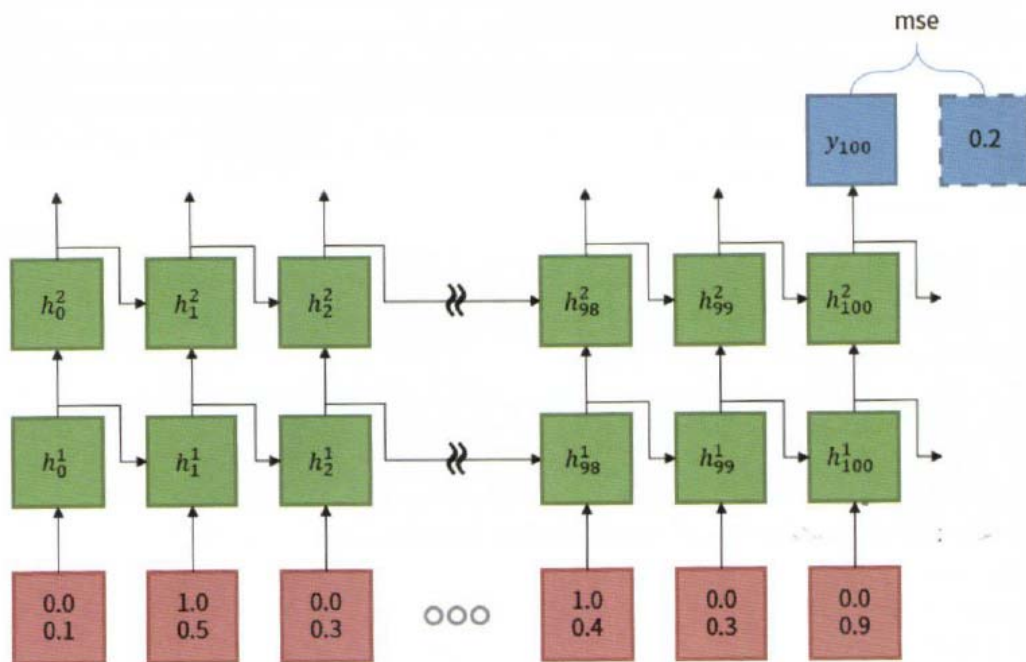 mse
y₁₀₀ 0.2
h₀² h₁² h₂² h₉₈² h₉₉² h₁₀₀²
h₀¹ h₁¹ h₂¹ h₉₈¹ h₉₉¹ h₁₀₀¹
0.0 1.0 0.0 1.0 0.0 0.0
0.1 0.5 0.3 0.4 0.3 0.9